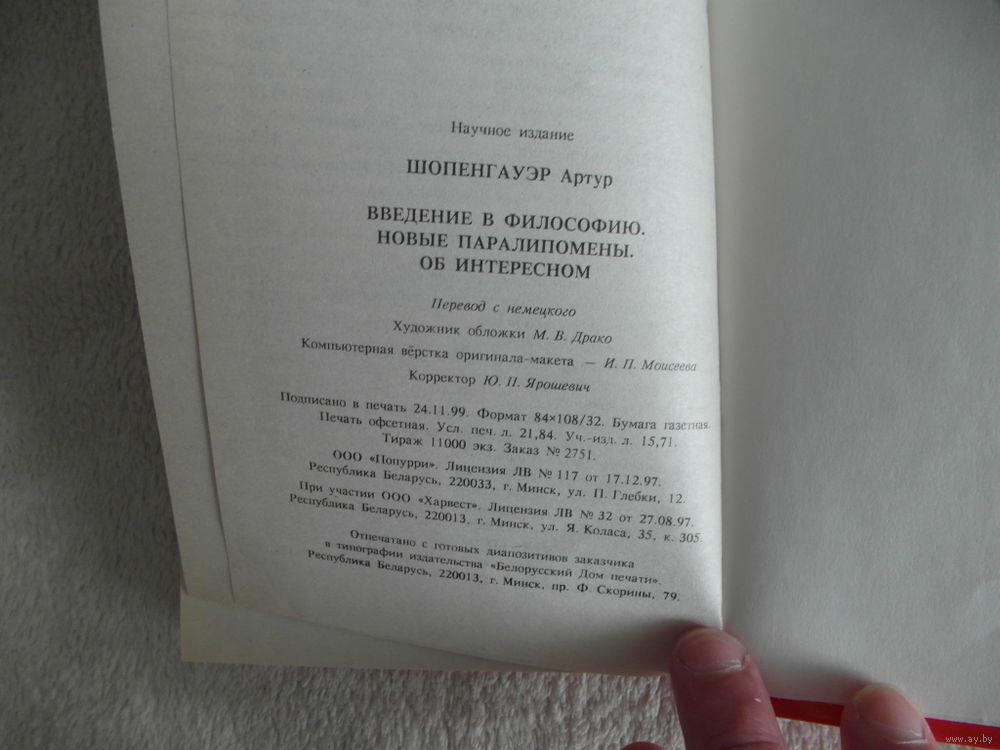 Научное издание
ШОПЕНГАУЭР Артур
ВВЕДЕНИЕ В ФИЛОСОФИЮ.
НОВЫЕ ПАРАЛИПОМЕНЫ.
ОБ ИНТЕРЕСНОМ
Перевод с немецкого
Художник обложки М. В. Драко
Компьютерная вёрстка оригинала-макета — И. П. Моисеева
Корректор Ю. П. Ярошевич
Подписано в печать 24.11.99. Формат 84×108/32. Бумага газетная.
Печать офсетная. Усл. печ. л. 21,84. Уч.-изд. л. 15,71.
Тираж 11000 экз. Заказ № 2751.
ООО «Попурри». Лицензия ЛВ № 117 от 17.12.97.
Республика Беларусь, 220033, г. Минск, ул. П. Глебки, 12.
При участии ООО «Харвест». Лицензия ЛВ № 32 от 27.08.97.
Республика Беларусь, 220013. г. Минск, ул. Я. Коласа, 35, к. 305.
Отпечатано с готовых диапозитивов заказчика
в типографии издательства «Белорусский Дом печати».
Республика Беларусь, 220013, г. Минск, пр. Ф. Скорины, 79.
www.ay.by